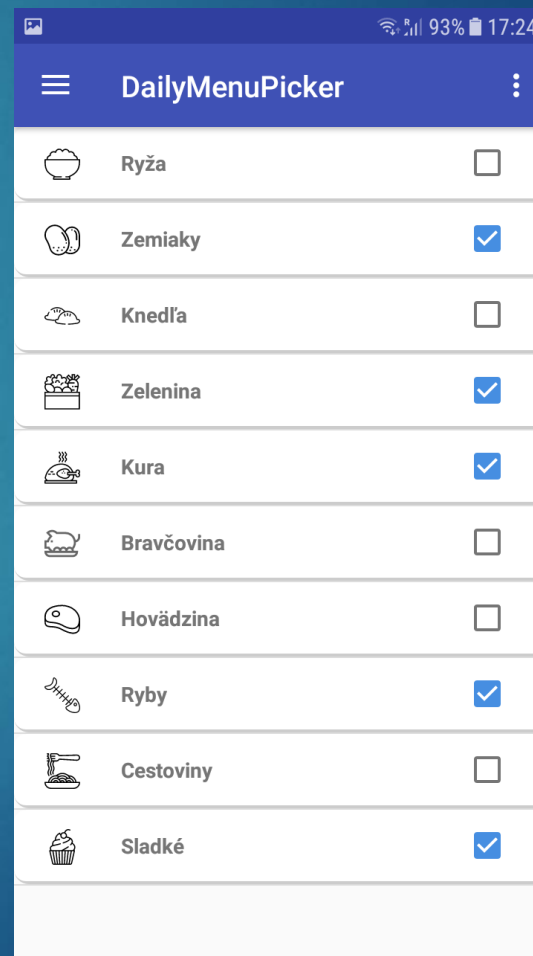 93% 17:24
DailyMenuPicker
Ryža
Zemiaky
Knedľa
Zelenina
Kura
Bravčovina
Hovädzina
Ryby
Cestoviny
Sladké